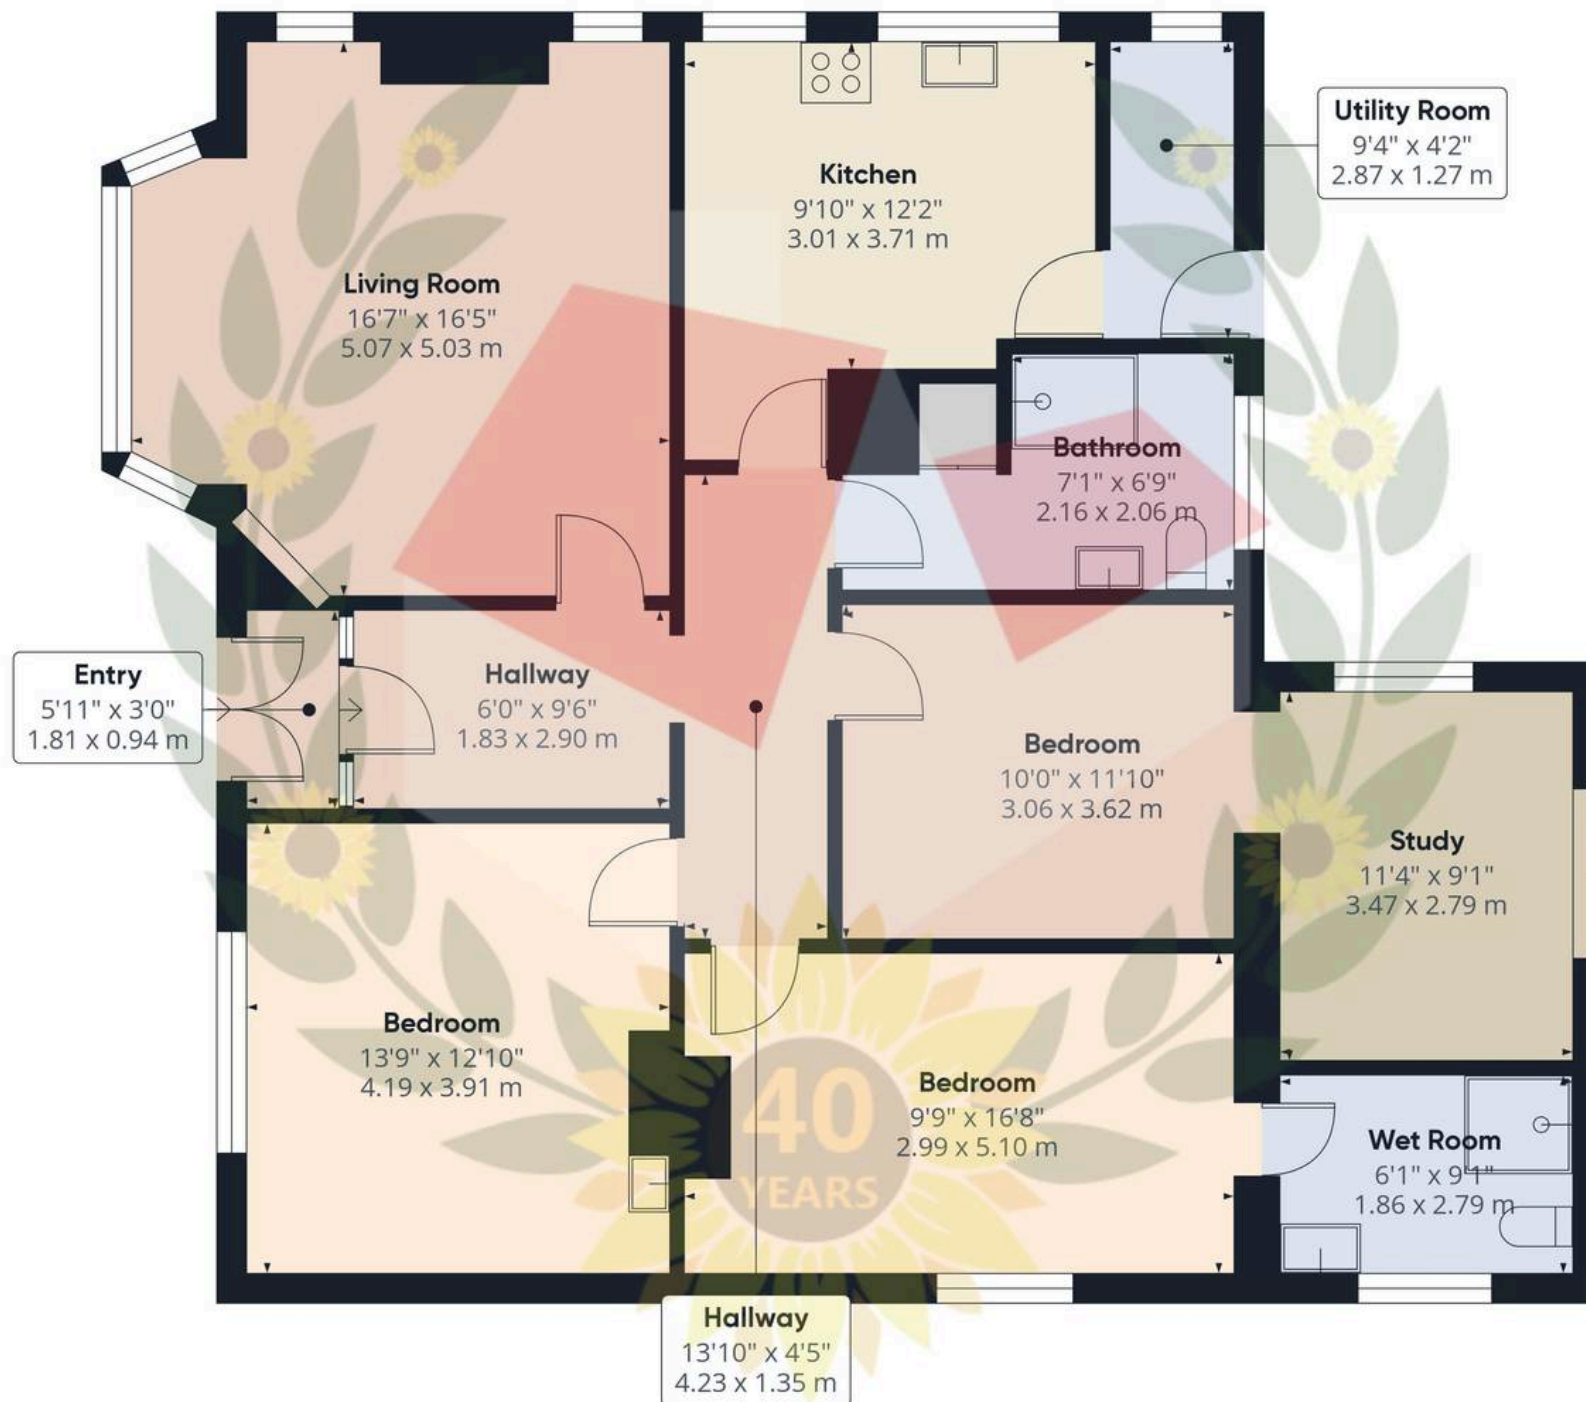 Utility Room
9'4" x 4'2"
2.87 x 1.27 m
Kitchen
9'10" x 12'2"
3.01 x 3.71 m
Living Room
16'7" x 16'5"
5.07 x 5.03 m
Bathroom
7'1" x 6'9"
2.16 x 2.06 m
Entry
5'11" x 3'0"
1.81 x 0.94 m
Hallway
6'0" x 9'6"
1.83 x 2.90 m
Bedroom
10'0" x 11'10"
3.06 x 3.62 m
Study
11'4" x 9'1"
3.47 x 2.79 m
Bedroom
13'9" x 12'10"
4.19 x 3.91 m
40
YEARS
Bedroom
9'9" x 16'8"
2.99 x 5.10 m
Wet Room
6'1" x 9'1"
1.86 x 2.79 m
Hallway
13'10" x 4'5"
4.23 x 1.35 m